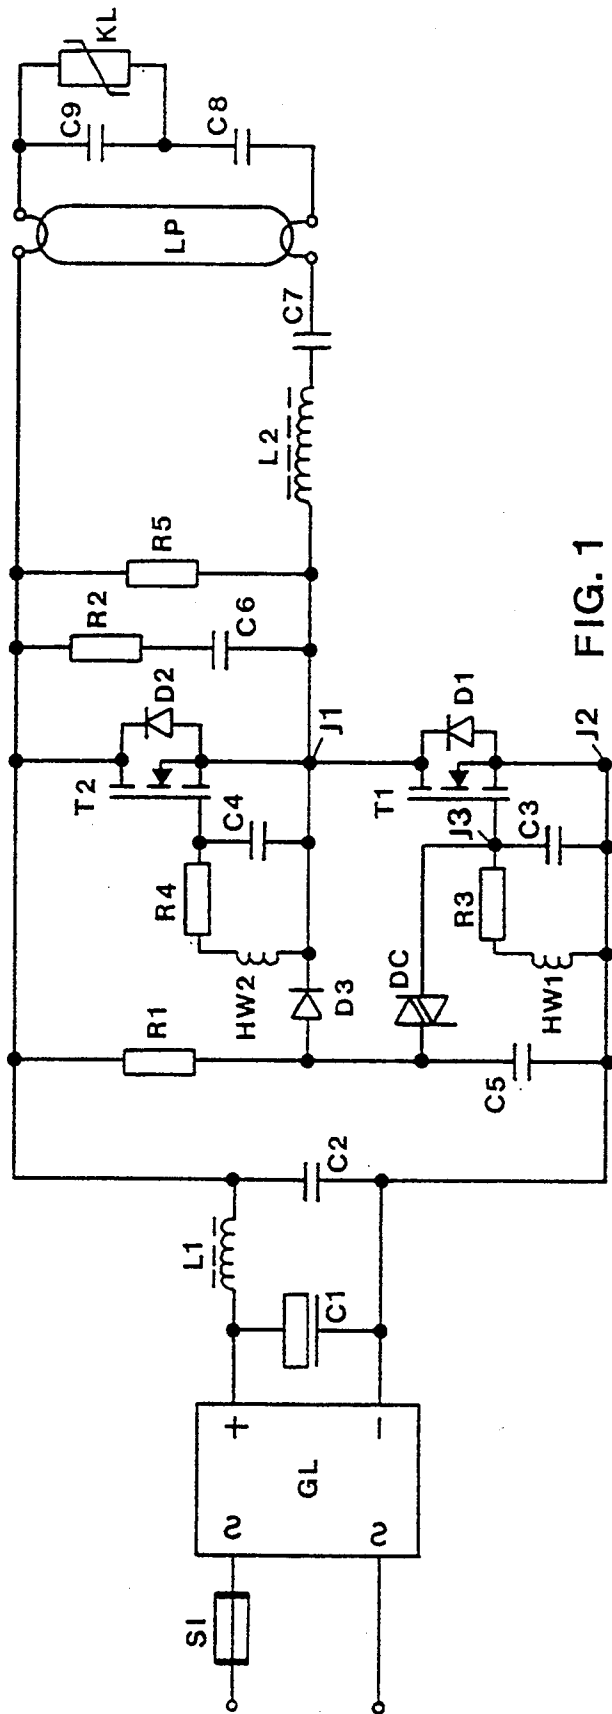 SI
~
~
GL
+
−
C1
L1
C2
R1
C5
D3
DC
HW2
R4
C4
T2
D2
J1
HW1
R3
C3
J3
T1
D1
J2
R2
C6
R5
L2
C7
LP
C9
C8
KL
FIG. 1